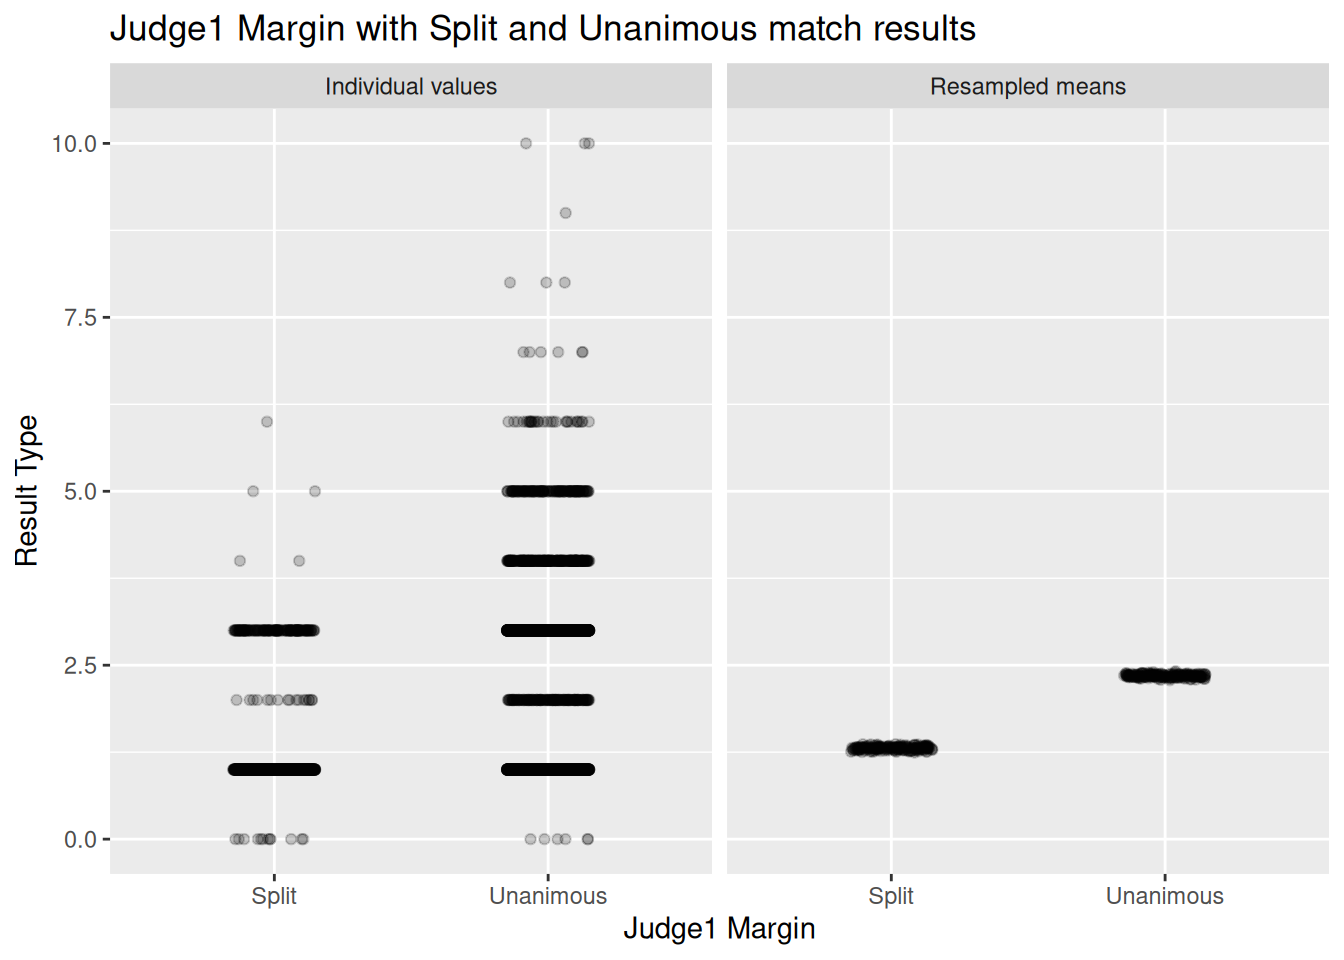 Judge1 Margin with Split and Unanimous match results
Individual values
Resampled means
10.0
7.5
5.0
2.5
0.0
Result Type
Split
Unanimous
Split
Unanimous
Judge1 Margin